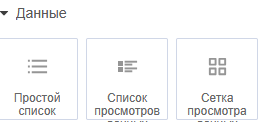 Данные
Простой
список
Список
просмотров
Сетка
просмотра